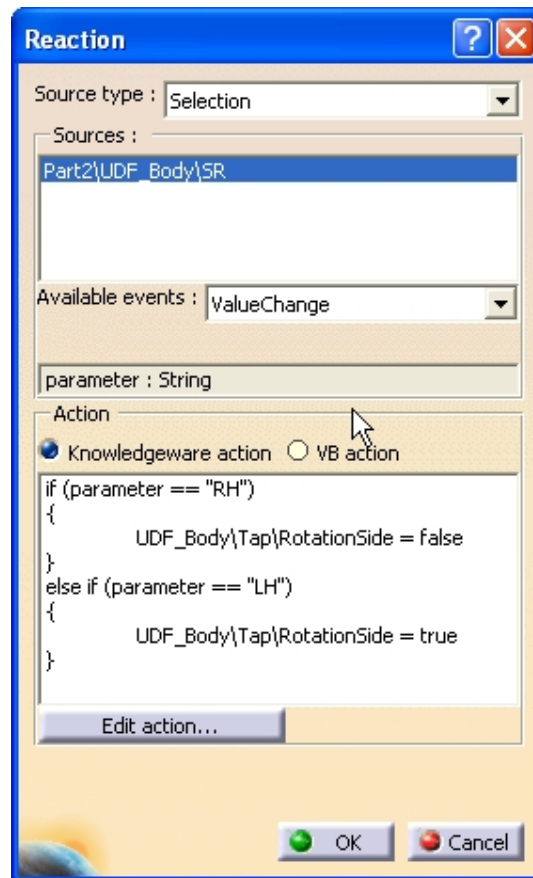 Reaction
Source type : Selection
Sources :
Part2\UDF_Body\SR
Available events : ValueChange
parameter : String
Action
Knowledgeware action VB action
if (parameter == "RH")
{
UDF_Body\Tap\RotationSide = false
}
else if (parameter == "LH")
{
UDF_Body\Tap\RotationSide = true
}
Edit action...
OK Cancel